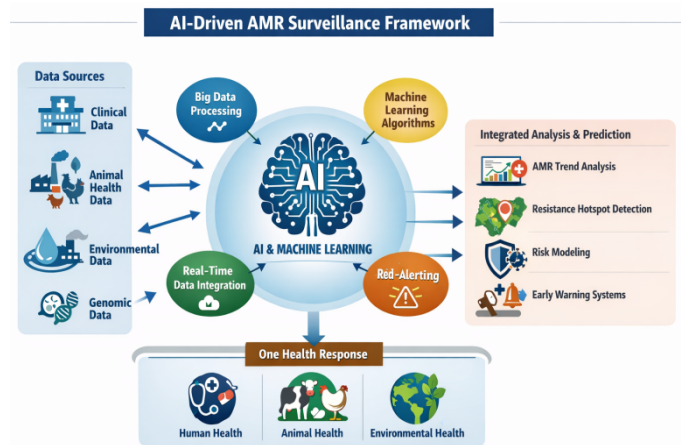 AI-Driven AMR Surveillance Framework
Data Sources
Clinical
Data
Animal
Health
Data
Environmental
Data
Genomic
Data
Big Data
Processing
Machine
Learning
Algorithms
AI
AI & MACHINE LEARNING
Real-Time
Data Integration
Red-Alerting
Integrated Analysis & Prediction
AMR Trend Analysis
Resistance Hotspot Detection
Risk Modeling
Early Warning Systems
One Health Response
Human Health
Animal Health
Environmental Health